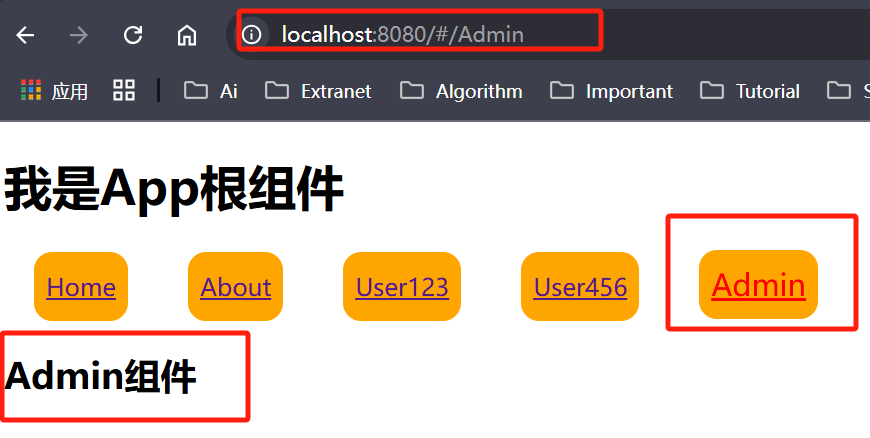 localhost:8080/#/Admin
应用 Ai Extranet Algorithm Important Tutorial
我是App根组件
Home About User123 User456 Admin
Admin组件